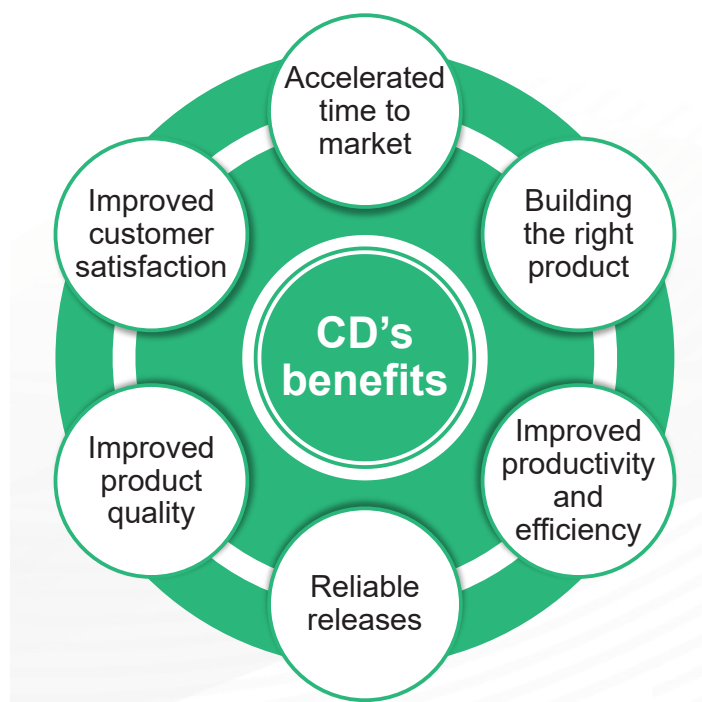 Accelerated
time to
market
Building
the right
product
Improved
productivity
and
efficiency
Reliable
releases
Improved
product
quality
Improved
customer
satisfaction
CD’s
benefits